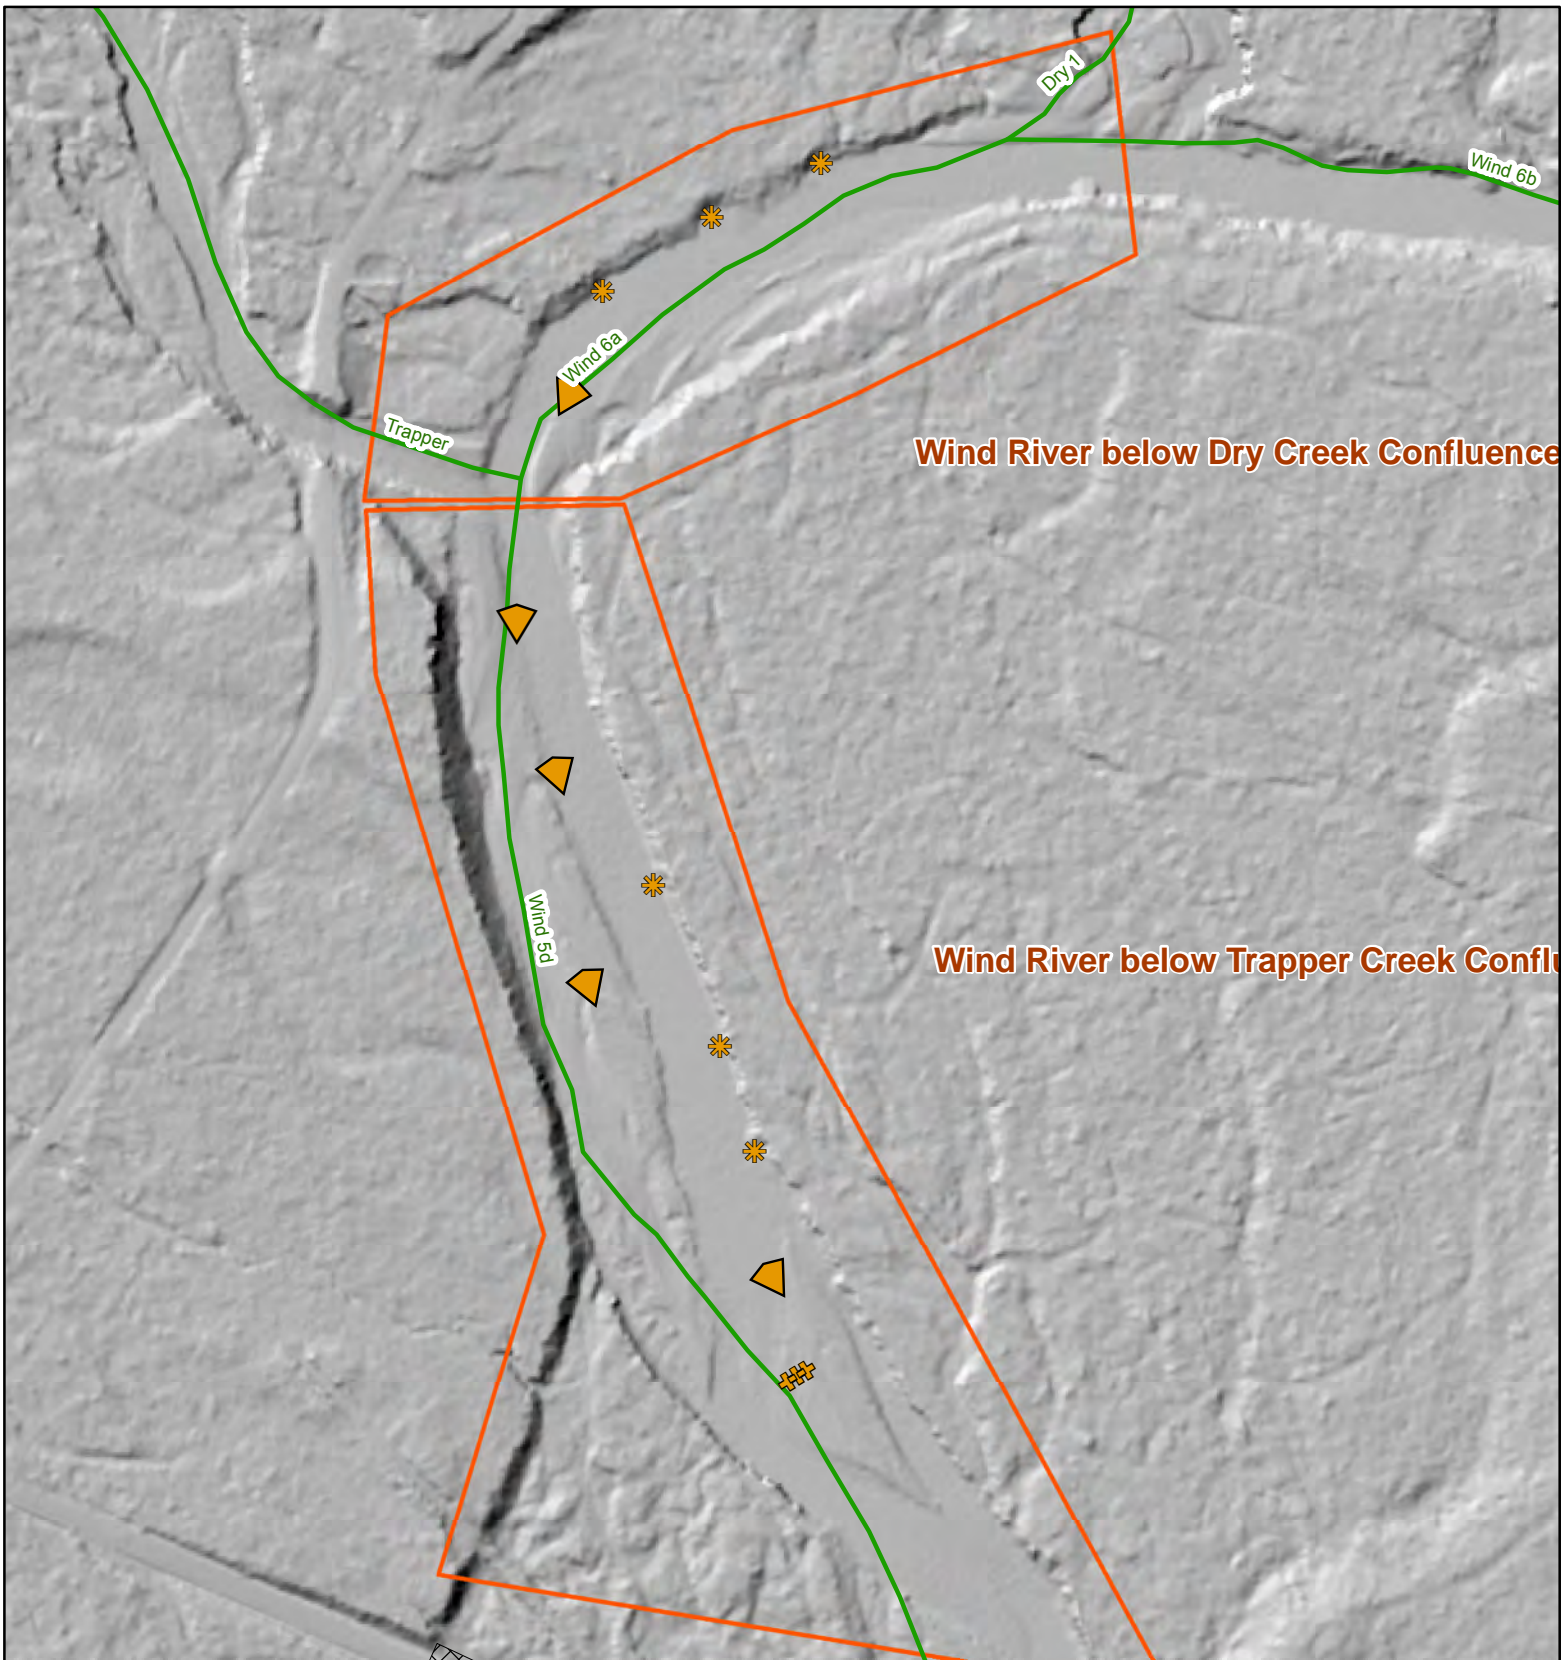 Dry 1
Wind 6b
Wind 6a
Trapper
Wind River below Dry Creek Confluence
Wind 5d
Wind River below Trapper Creek Conflu